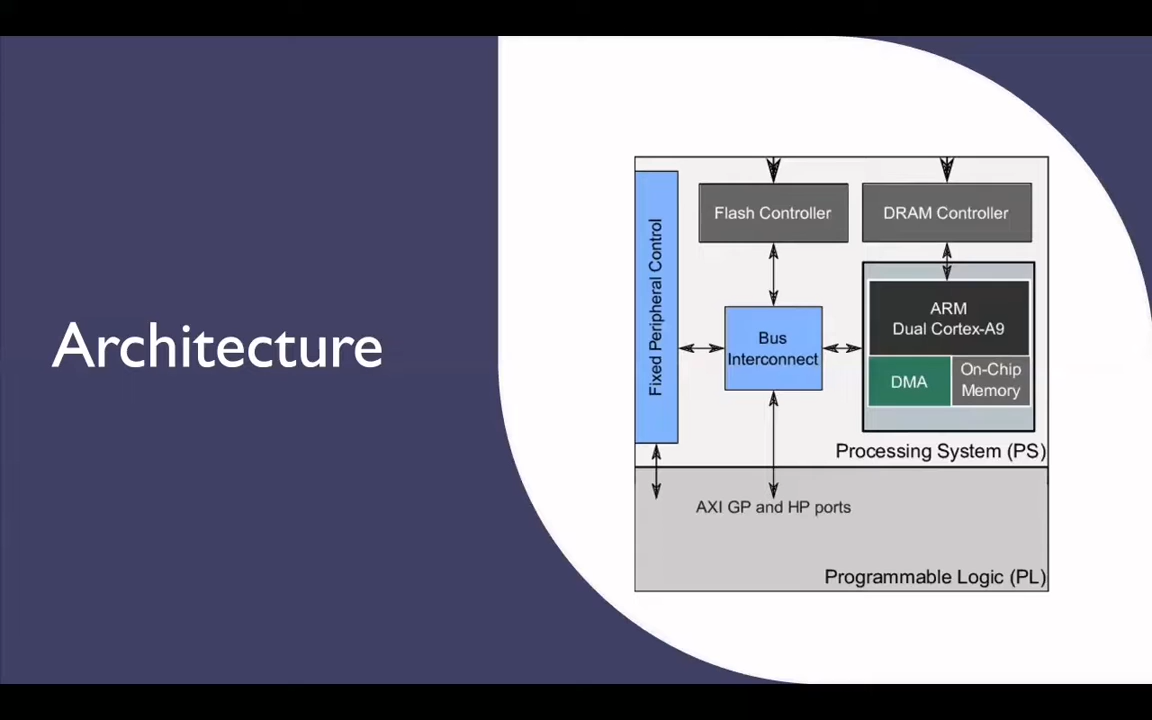 Architecture
Fixed Peripheral Control
Flash Controller
DRAM Controller
Bus
Interconnect
ARM
Dual Cortex-A9
DMA
On-Chip
Memory
Processing System (PS)
AXI GP and HP ports
Programmable Logic (PL)